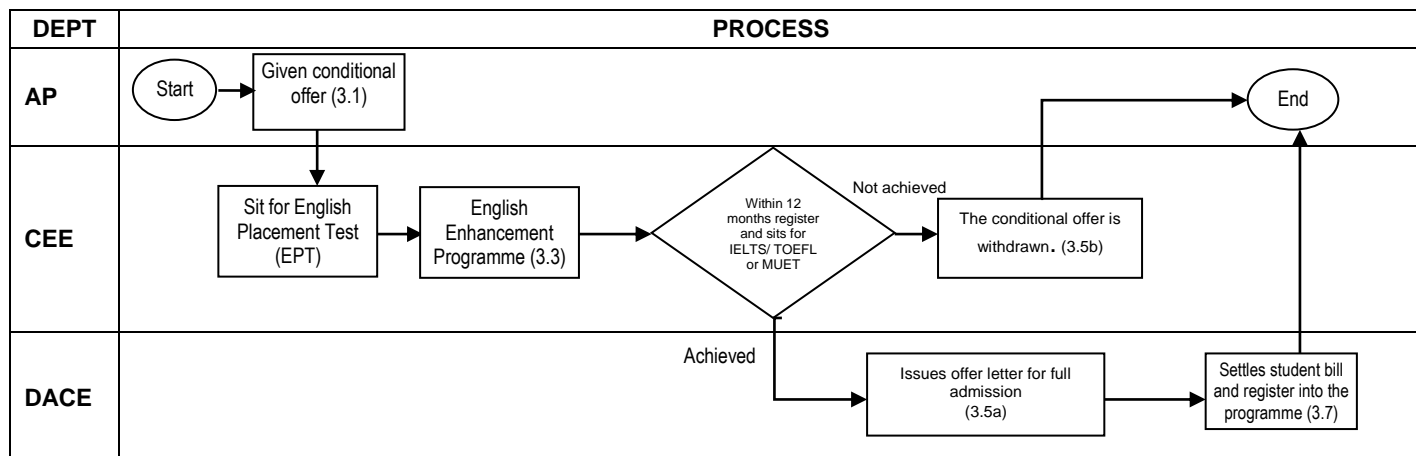 DEPT
PROCESS
AP
Start
Given conditional
offer (3.1)
End
CEE
Sit for English
Placement Test
(EPT)
English
Enhancement
Programme (3.3)
Within 12
months register
and sits for
IELTS/ TOEFL
or MUET
Not achieved
The conditional offer is
withdrawn. (3.5b)
DACE
Achieved
Issues offer letter for full
admission
(3.5a)
Settles student bill
and register into the
programme (3.7)